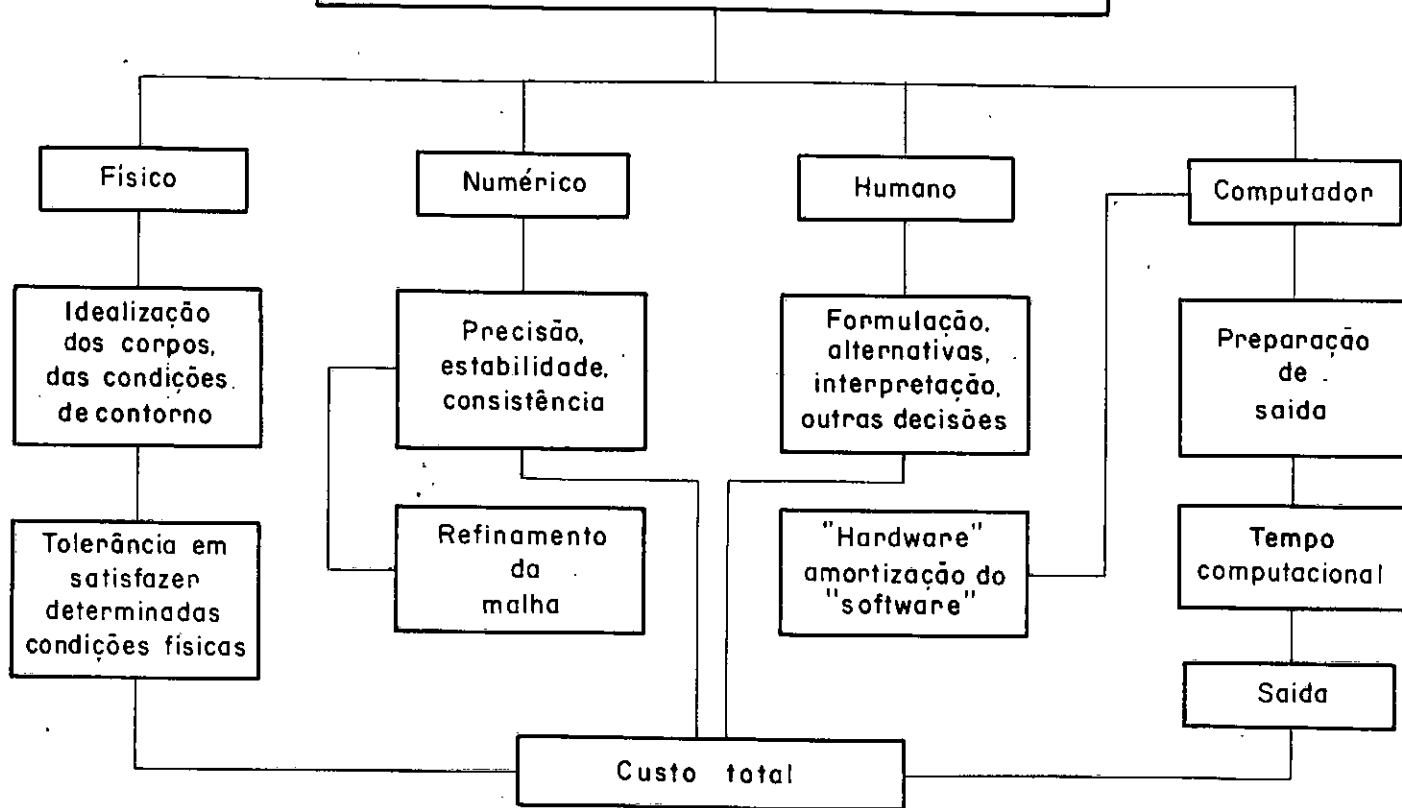 Físico
Numérico
Humano
Computador
Idealização
dos corpos,
das condições
de contorno
Precisão,
estabilidade,
consistência
Formulação,
alternativas,
interpretação,
outras decisões
Preparação
de
saida
Tolerância em
satisfazer
determinadas
condições físicas
Refinamento
da
malha
"Hardware"
amortização do
"software"
Tempo
computacional
Saida
Custo total